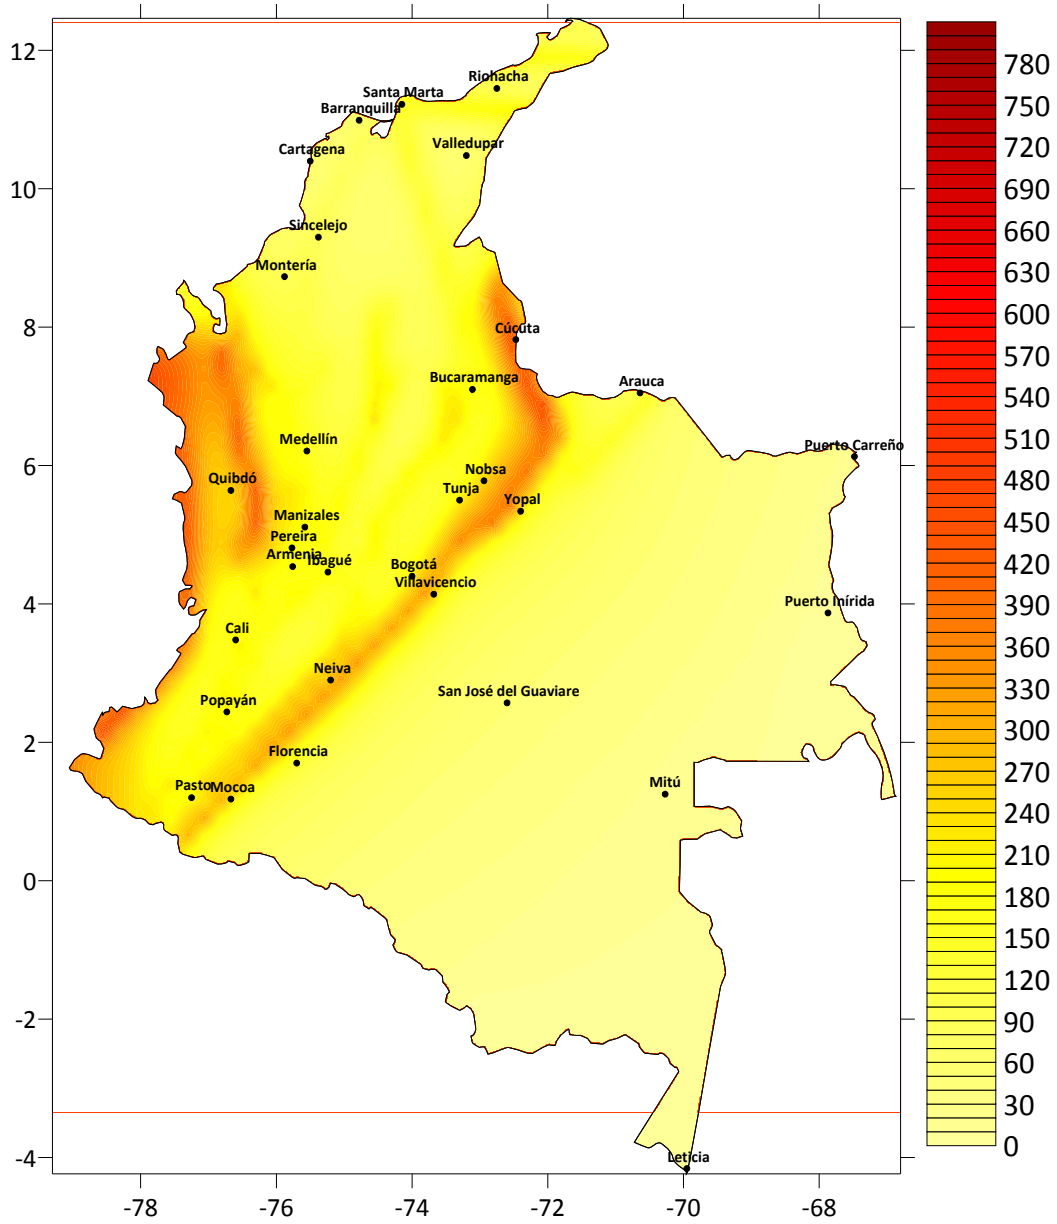 12
10
8
6
4
2
0
-2
-4
Riohacha
Santa Marta
Barranquilla
Valledupar
Cartagena
Sincelejo
Montería
Cúcuta
Bucaramanga
Arauca
Medellín
Puerto Carreño
Quibdó
Nobsa
Tunja
Yopal
Manizales
Pereira
Armenia
Ibagué
Bogotá
Villavicencio
Puerto Inírida
Cali
Neiva
San José del Guaviare
Popayán
Florencia
Pasto
Mocoa
Mitú
Leticia
-78
-76
-74
-72
-70
-68
780
750
720
690
660
630
600
570
540
510
480
450
420
390
360
330
300
270
240
210
180
150
120
90
60
30
0